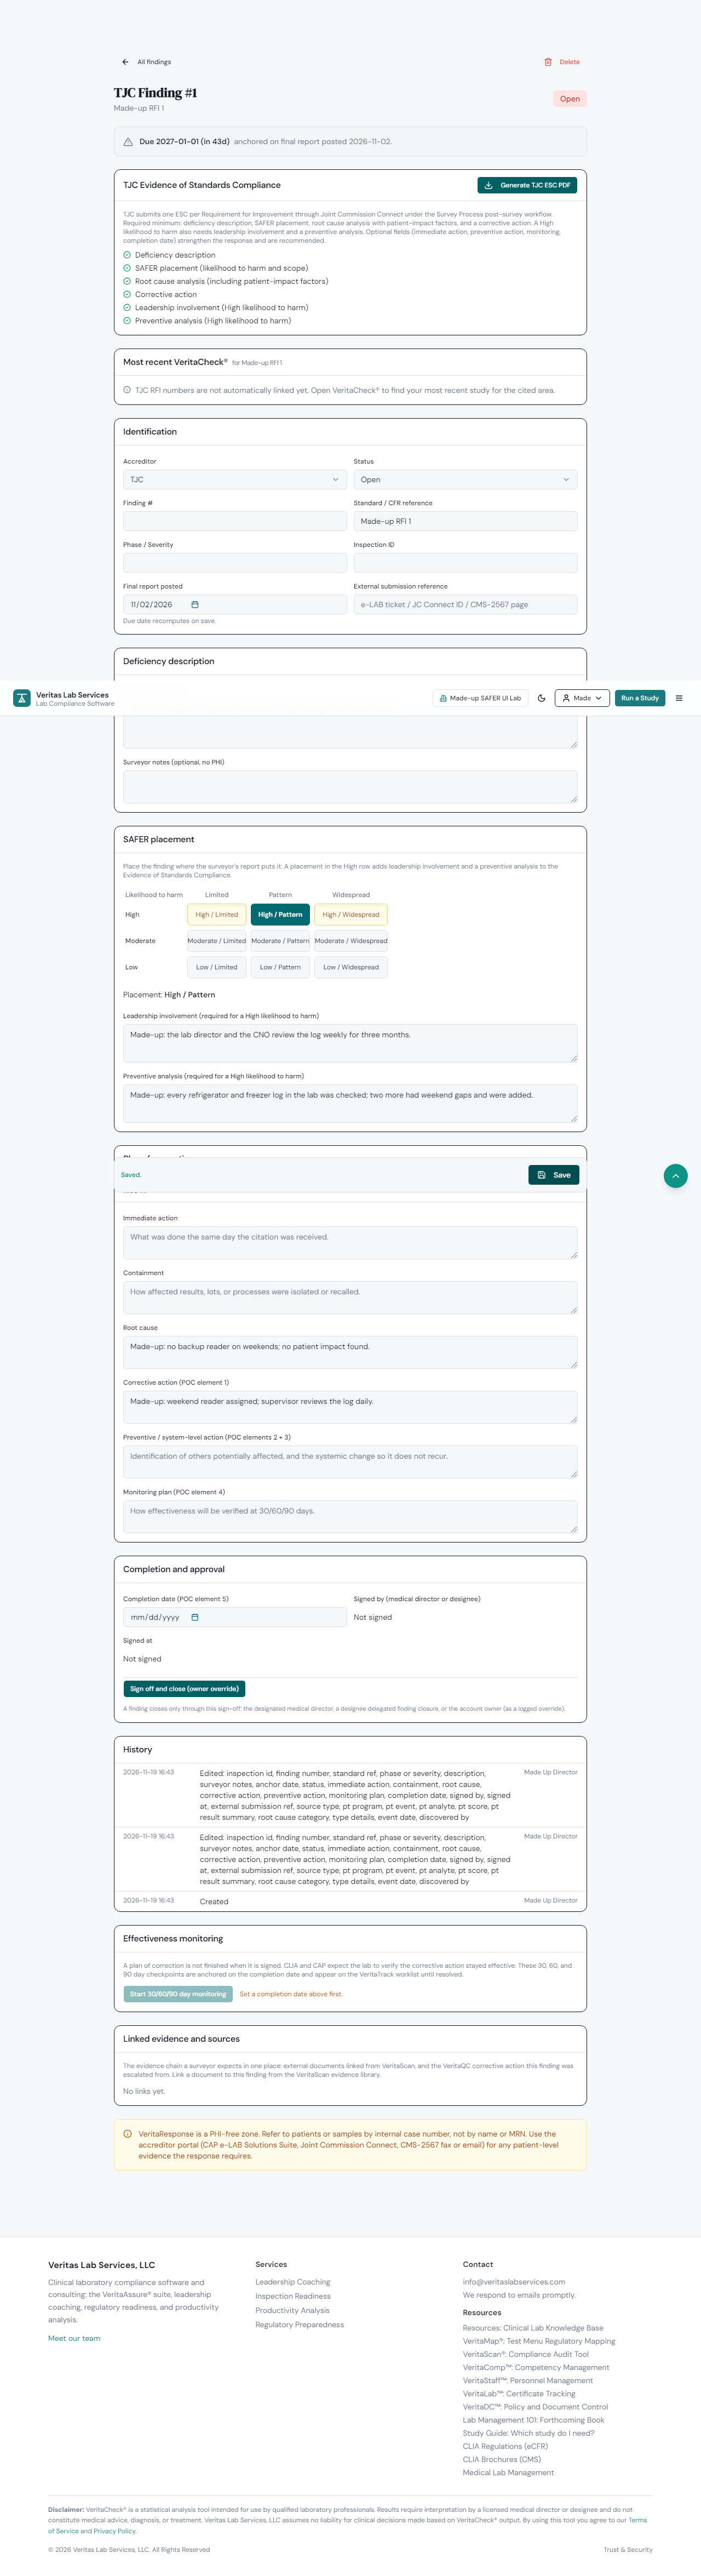 All findings
Delete
TJC Finding #1
Made-up RFI 1
Open
Due 2027-01-01 (in 43d) anchored on final report posted 2026-11-02.
TJC Evidence of Standards Compliance
Generate TJC ESC PDF
TJC submits one ESC per Requirement for Improvement through Joint Commission Connect under the Survey Process post-survey workflow.
Required minimum: deficiency description, SAFER placement, root cause analysis with patient-impact factors, and a corrective action. A High
likelihood to harm also needs leadership involvement and a preventive analysis. Optional fields (immediate action, preventive action, monitoring,
completion date) strengthen the response and are recommended.
Deficiency description
SAFER placement (likelihood to harm and scope)
Root cause analysis (including patient-impact factors)
Corrective action
Leadership involvement (High likelihood to harm)
Preventive analysis (High likelihood to harm)
Most recent VeritaCheck® for Made-up RFI 1
TJC RFI numbers are not automatically linked yet. Open VeritaCheck® to find your most recent study for the cited area.
Identification
Accreditor
Status
TJC
Open
Finding #
Standard / CFR reference
Made-up RFI 1
Phase / Severity
Inspection ID
Final report posted
External submission reference
11/02/2026
e-LAB ticket / JC Connect ID / CMS-2567 page
Due date recomputes on save.
Deficiency description
Veritas Lab Services
Lab Compliance Software
Made-up SAFER UI Lab
Made
Run a Study
Surveyor notes (optional, no PHI)
SAFER placement
Place the finding where the surveyor's report puts it. A placement in the High row adds leadership involvement and a preventive analysis to the
Evidence of Standards Compliance.
Likelihood to harm Limited Pattern Widespread
High High / Limited High / Pattern High / Widespread
Moderate Moderate / Limited Moderate / Pattern Moderate / Widespread
Low Low / Limited Low / Pattern Low / Widespread
Placement: High / Pattern
Leadership involvement (required for a High likelihood to harm)
Made-up: the lab director and the CNO review the log weekly for three months.
Preventive analysis (required for a High likelihood to harm)
Made-up: every refrigerator and freezer log in the lab was checked; two more had weekend gaps and were added.
Saved.
Save
Immediate action
What was done the same day the citation was received.
Containment
How affected results, lots, or processes were isolated or recalled.
Root cause
Made-up: no backup reader on weekends; no patient impact found.
Corrective action (POC element 1)
Made-up: weekend reader assigned; supervisor reviews the log daily.
Preventive / system-level action (POC elements 2 + 3)
Identification of others potentially affected, and the systemic change so it does not recur.
Monitoring plan (POC element 4)
How effectiveness will be verified at 30/60/90 days.
Completion and approval
Completion date (POC element 5)
Signed by (medical director or designee)
mm/dd/yyyy
Not signed
Signed at
Not signed
Sign off and close (owner override)
A finding closes only through this sign-off: the designated medical director, a designee delegated finding closure, or the account owner (as a logged override).
History
2026-11-19 16:43
Edited: inspection id, finding number, standard ref, phase or severity, description,
surveyor notes, anchor date, status, immediate action, containment, root cause,
corrective action, preventive action, monitoring plan, completion date, signed by, signed
at, external submission ref, source type, pt program, pt event, pt analyte, pt score, pt
result summary, root cause category, type details, event date, discovered by
Made Up Director
2026-11-19 16:43
Edited: inspection id, finding number, standard ref, phase or severity, description,
surveyor notes, anchor date, status, immediate action, containment, root cause,
corrective action, preventive action, monitoring plan, completion date, signed by, signed
at, external submission ref, source type, pt program, pt event, pt analyte, pt score, pt
result summary, root cause category, type details, event date, discovered by
Made Up Director
2026-11-19 16:43
Created
Made Up Director
Effectiveness monitoring
A plan of correction is not finished when it is signed. CLIA and CAP expect the lab to verify the corrective action stayed effective. These 30, 60, and
90 day checkpoints are anchored on the completion date and appear on the VeritaTrack worklist until resolved.
Start 30/60/90 day monitoring
Set a completion date above first.
Linked evidence and sources
The evidence chain a surveyor expects in one place: external documents linked from VeritaScan, and the VeritaQC corrective action this finding was
escalated from. Link a document to this finding from the VeritaScan evidence library.
No links yet.
VeritaResponse is a PHI-free zone. Refer to patients or samples by internal case number, not by name or MRN. Use the
accreditor portal (CAP e-LAB Solutions Suite, Joint Commission Connect, CMS-2567 fax or email) for any patient-level
evidence the response requires.
Veritas Lab Services, LLC
Clinical laboratory compliance software and
consulting: the VeritaAssure® suite, leadership
coaching, regulatory readiness, and productivity
analysis.
Meet our team
Services
Leadership Coaching
Inspection Readiness
Productivity Analysis
Regulatory Preparedness
Contact
info@veritaslabservices.com
We respond to emails promptly.
Resources
Resources: Clinical Lab Knowledge Base
VeritaMap®: Test Menu Regulatory Mapping
VeritaScan®: Compliance Audit Tool
VeritaComp™: Competency Management
VeritaStaff™: Personnel Management
VeritaLab™: Certificate Tracking
VeritaDC™: Policy and Document Control
Lab Management 101: Forthcoming Book
Study Guide: Which study do I need?
CLIA Regulations (eCFR)
CLIA Brochures (CMS)
Medical Lab Management
Disclaimer: VeritaCheck® is a statistical analysis tool intended for use by qualified laboratory professionals. Results require interpretation by a licensed medical director or designee and do not
constitute medical advice, diagnosis, or treatment. Veritas Lab Services, LLC assumes no liability for clinical decisions made based on VeritaCheck® output. By using this tool you agree to our Terms
of Service and Privacy Policy.
© 2026 Veritas Lab Services, LLC. All Rights Reserved
Trust & Security